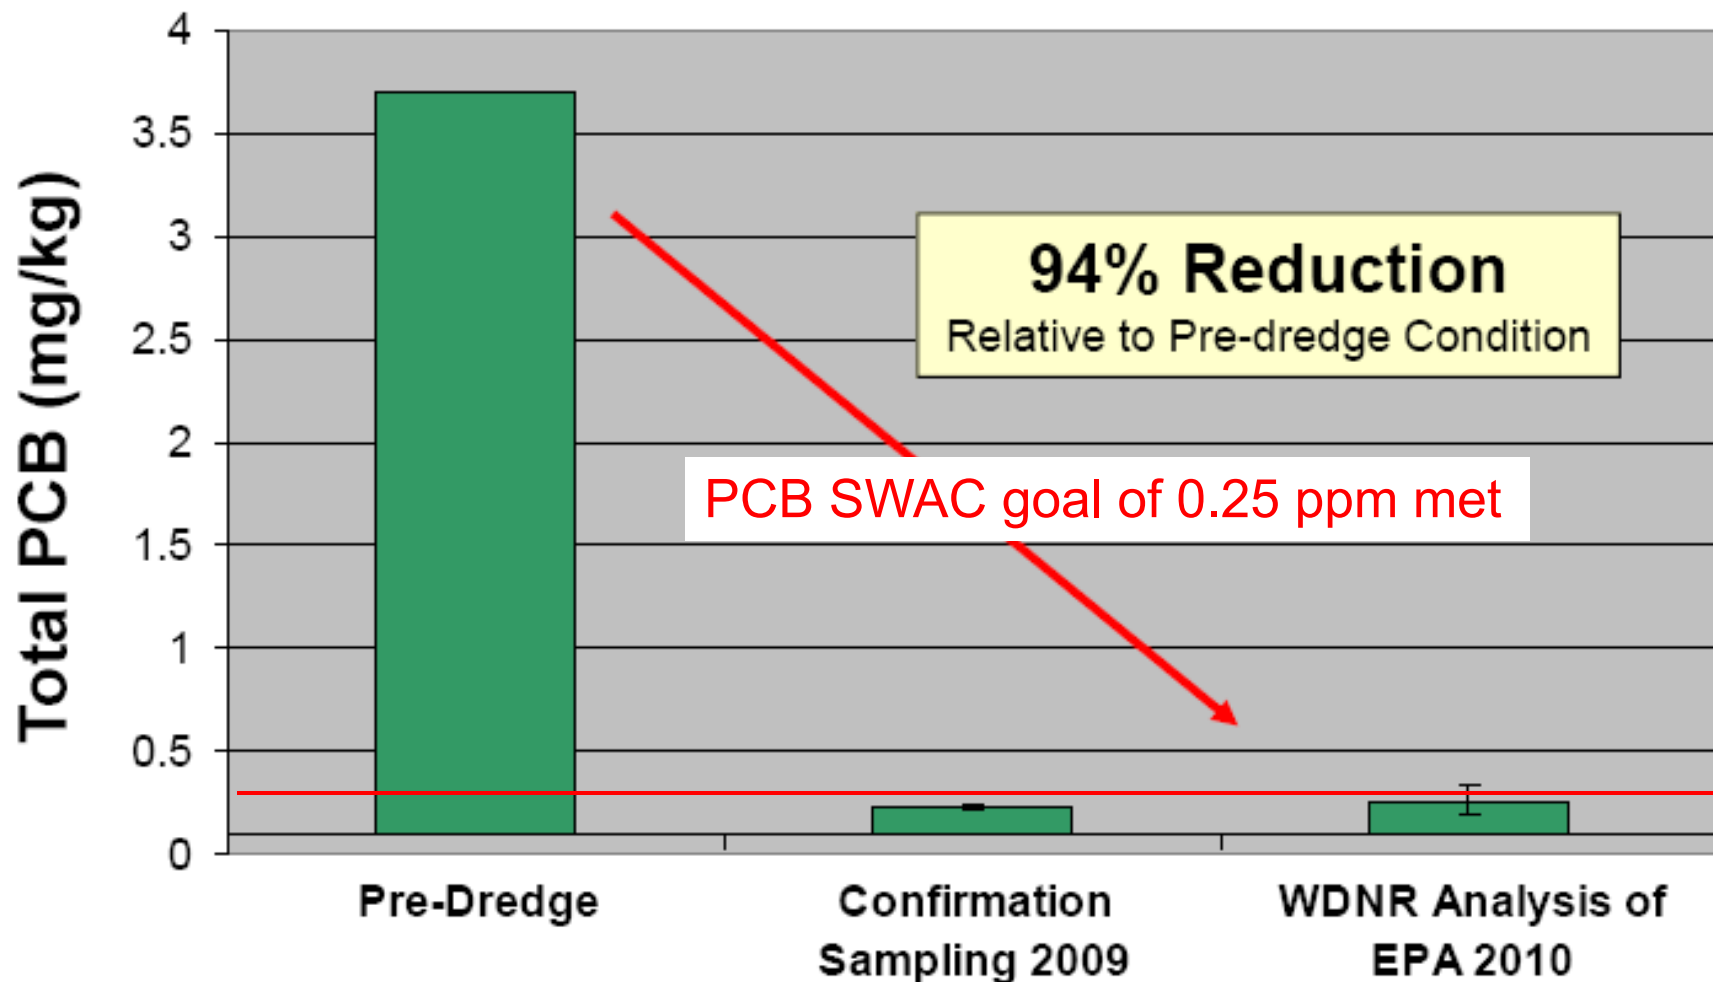 4
3.5
3
2.5
2
1.5
1
0.5
0
Total PCB (mg/kg)
94% Reduction
Relative to Pre-dredge Condition
PCB SWAC goal of 0.25 ppm met
Pre-Dredge
Confirmation
Sampling 2009
WDNR Analysis of
EPA 2010